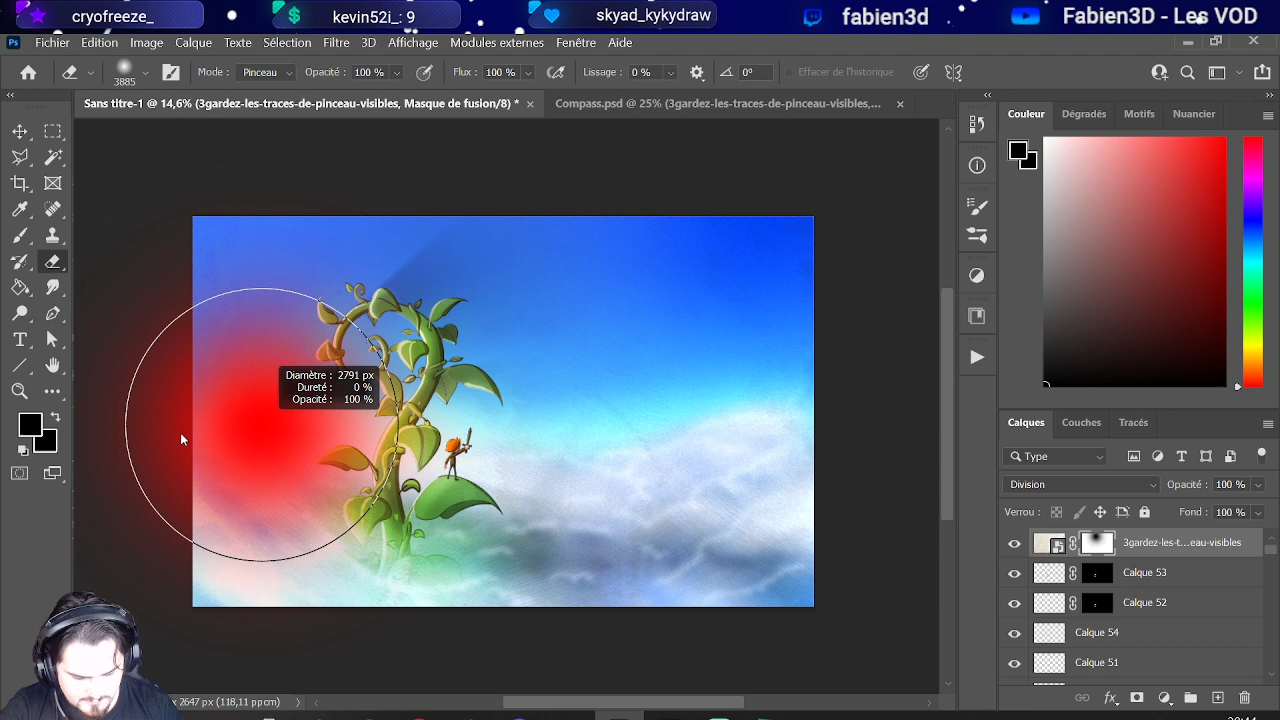 cryofreeze_
kevin52i_: 9
skyad_kykydraw
fabien3d
Fabien3D - Les VOD
Ps Fichier Edition Image Calque Texte Sélection Filtre 3D Affichage Modules externes Fenêtre Aide
3885 Mode : Pinceau Opacité : 100 % Flux : 100 % Lissage : 0 % 0° Effacer de l'historique
Sans titre-1 @ 14,6% (3gardez-les-traces-de-pinceau-visibles, Masque de fusion/8) *
Compass.psd @ 25% (3gardez-les-traces-de-pinceau-visibles,...
Couleur Dégradés Motifs Nuancier
Diamètre : 2791 px
Dureté : 0 %
Opacité : 100 %
Calques Couches Tracés
Type
Division Opacité : 100 %
Verrou : Fond : 100 %
3gardez-les-t...eau-visibles
Calque 53
Calque 52
Calque 54
Calque 51
x 2647 px (118,11 ppcm)